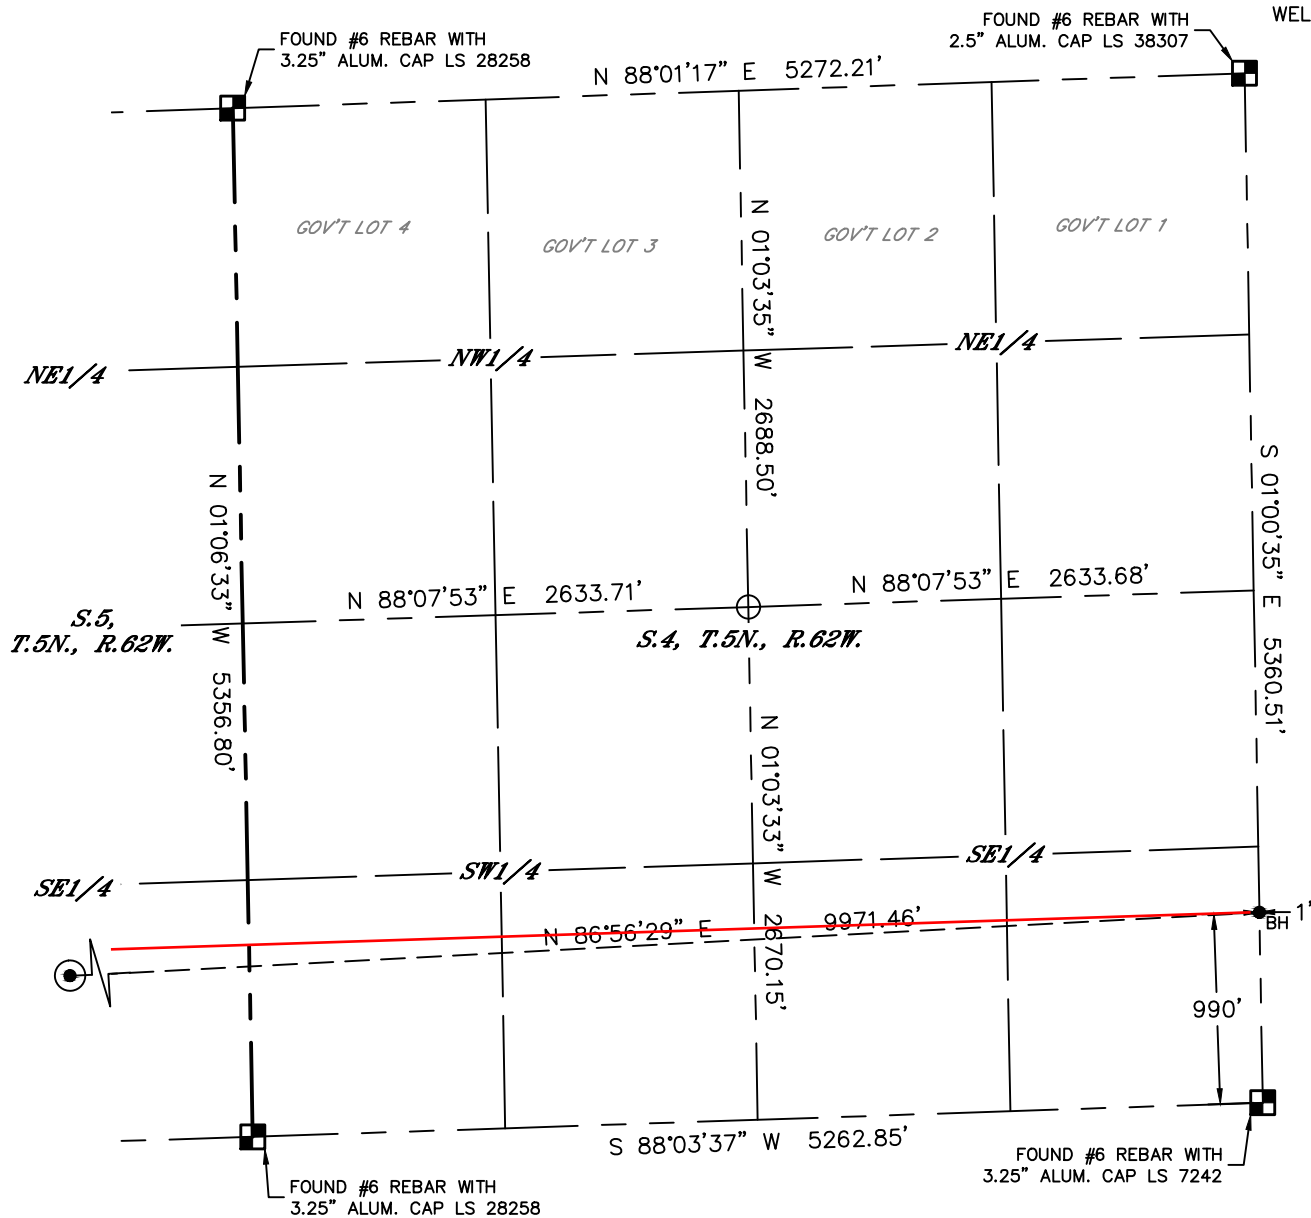 WEL
FOUND #6 REBAR WITH
3.25" ALUM. CAP LS 28258
FOUND #6 REBAR WITH
2.5" ALUM. CAP LS 38307
N 88°01'17" E 5272.21'
GOV'T LOT 4
GOV'T LOT 3
GOV'T LOT 2
GOV'T LOT 1
N 01°03'35" W 2688.50'
NE1/4
NW1/4
NE1/4
N 01°06'33" W 5356.80'
S 01°00'35" E 5360.51'
N 88°07'53" E 2633.71'
N 88°07'53" E 2633.68'
S.5,
T.5N., R.62W.
S.4, T.5N., R.62W.
N 01°03'33" W 2670.15'
SE1/4
SW1/4
SE1/4
N 86°56'29" E 9971.46'
1'
BH
990'
S 88°03'37" W 5262.85'
FOUND #6 REBAR WITH
3.25" ALUM. CAP LS 7242
FOUND #6 REBAR WITH
3.25" ALUM. CAP LS 28258